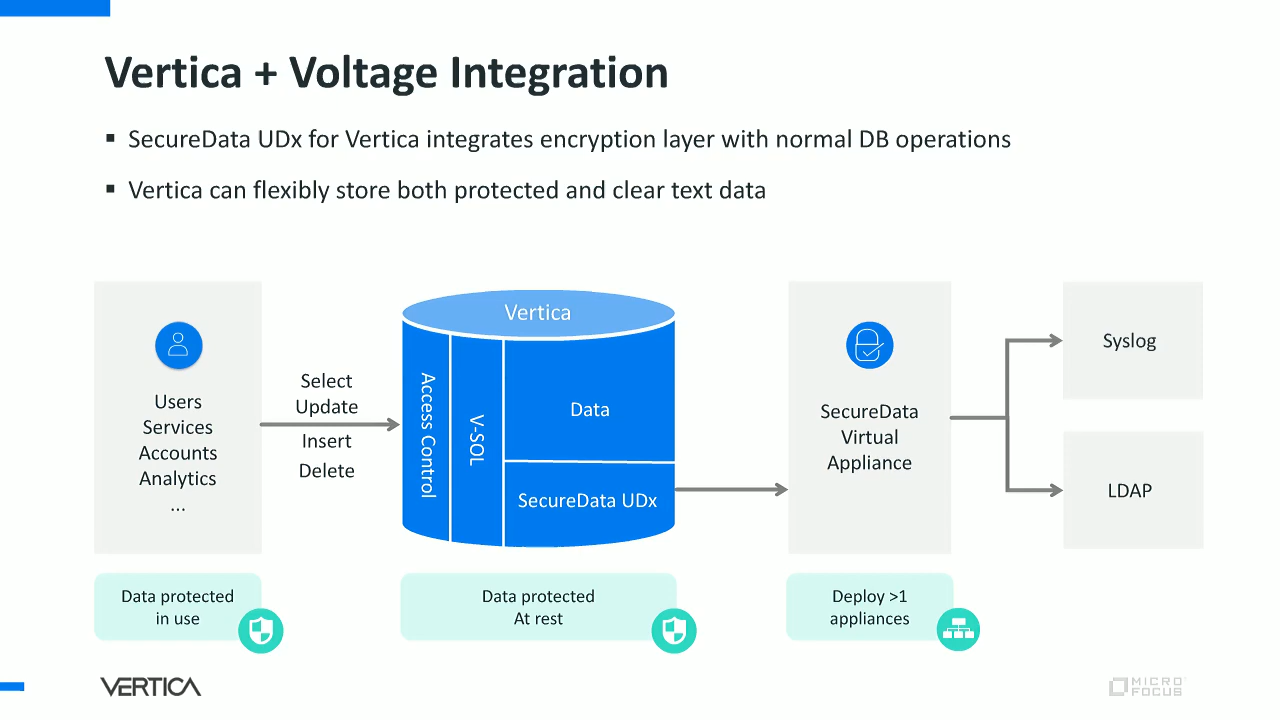 Vertica + Voltage Integration
▪ SecureData UDx for Vertica integrates encryption layer with normal DB operations
▪ Vertica can flexibly store both protected and clear text data
Users
Services
Accounts
Analytics
...
Select
Update
Insert
Delete
Vertica
Access Control
V-SQL
Data
SecureData UDx
SecureData
Virtual
Appliance
Syslog
LDAP
Data protected
in use
Data protected
At rest
Deploy >1
appliances
VERTICA
MICRO
FOCUS